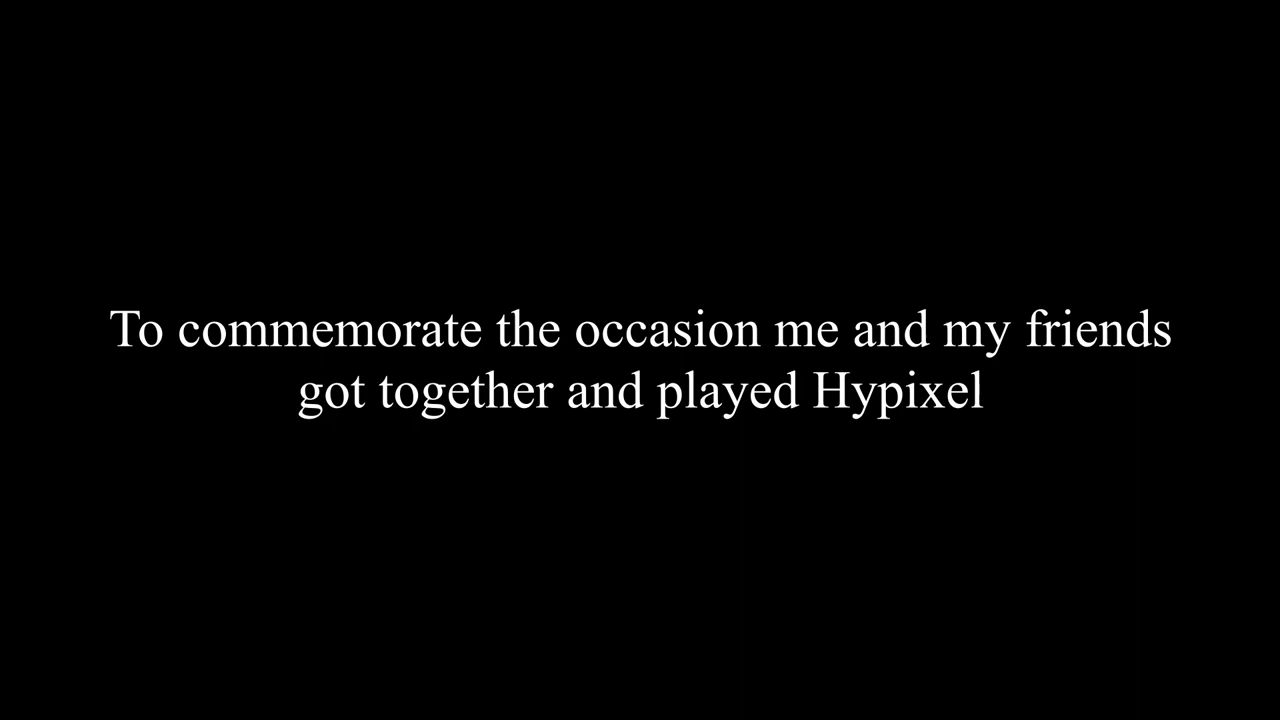 To commemorate the occasion me and my friends
got together and played Hypixel